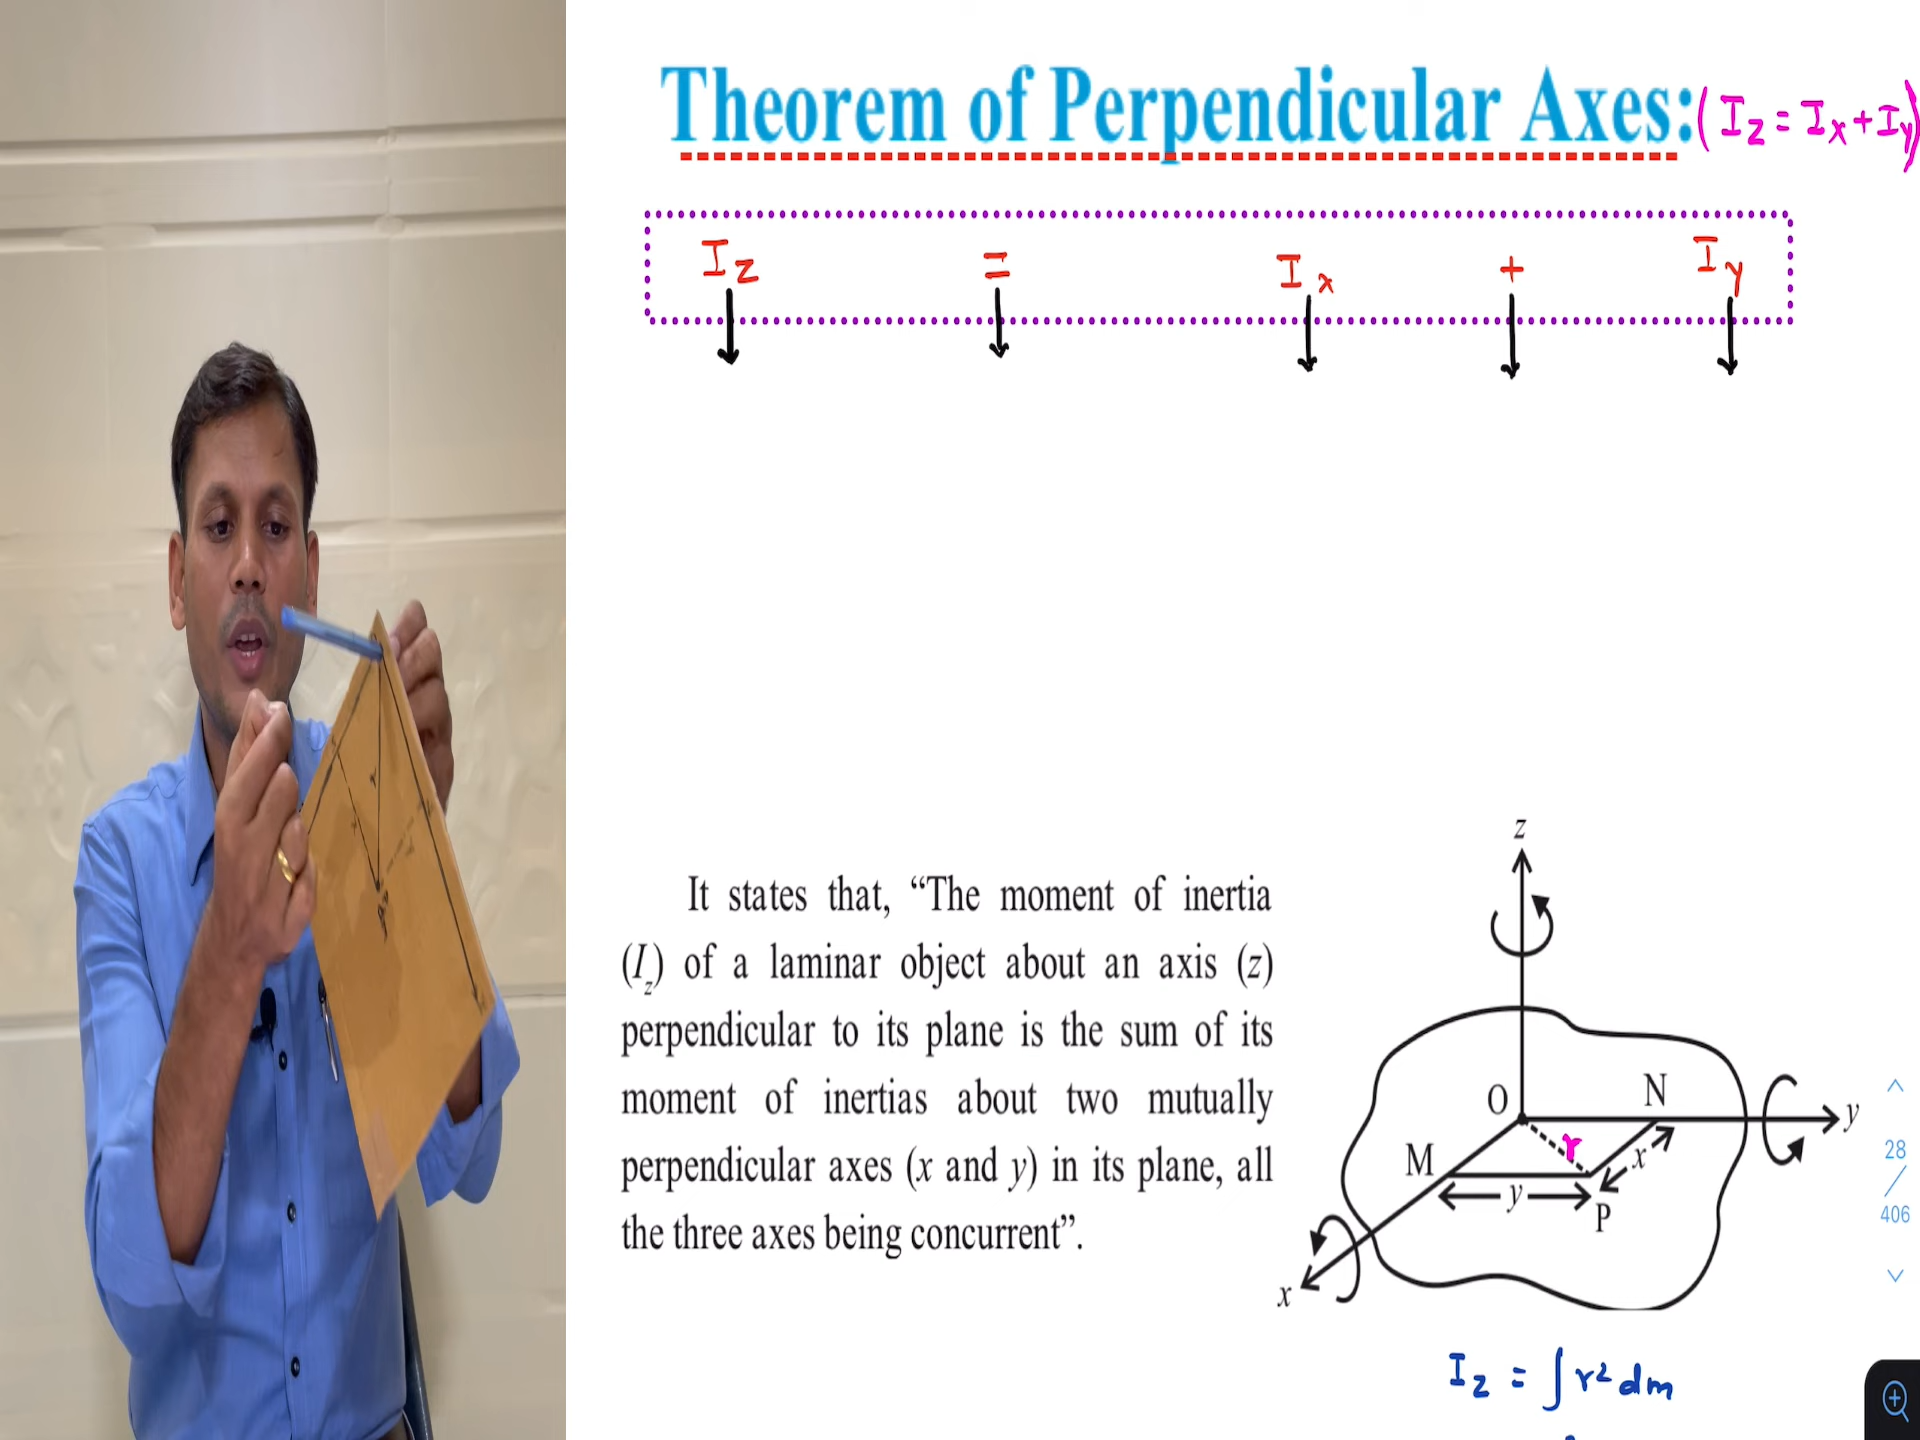 Theorem of Perpendicular Axes: (Iz = Ix + Iy)
Iz = Ix + Iy
It states that, “The moment of inertia
(Iz) of a laminar object about an axis (z)
perpendicular to its plane is the sum of its
moment of inertias about two mutually
perpendicular axes (x and y) in its plane, all
the three axes being concurrent”.
z
O
N
y
r
x
M
y
P
x
28
/
406
Iz = ∫ r² dm